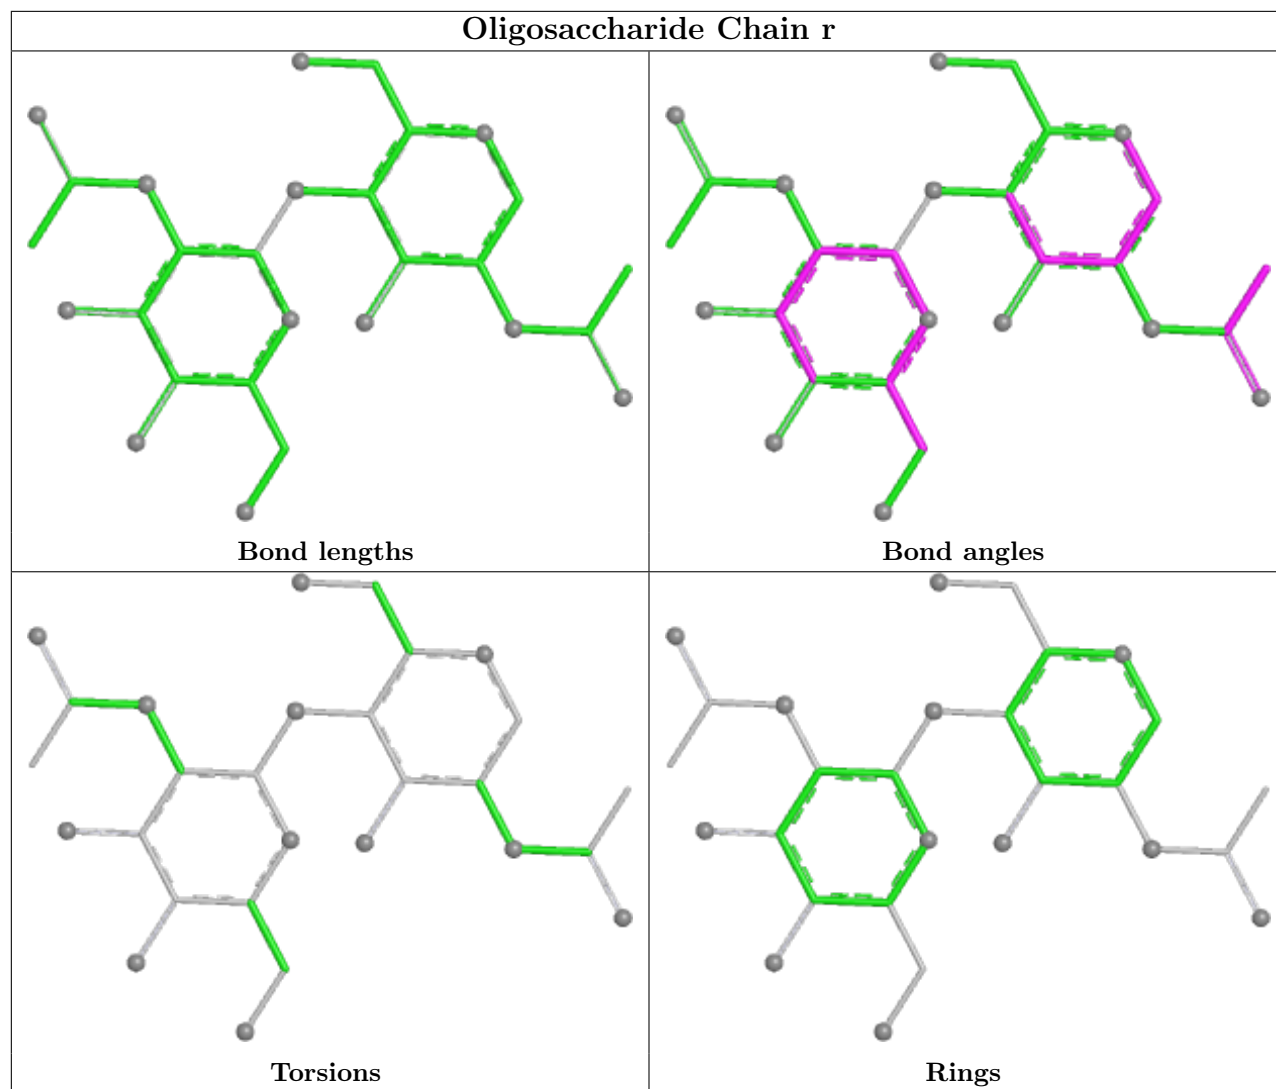 Oligosaccharide Chain r
Bond lengths
Bond angles
Torsions
Rings